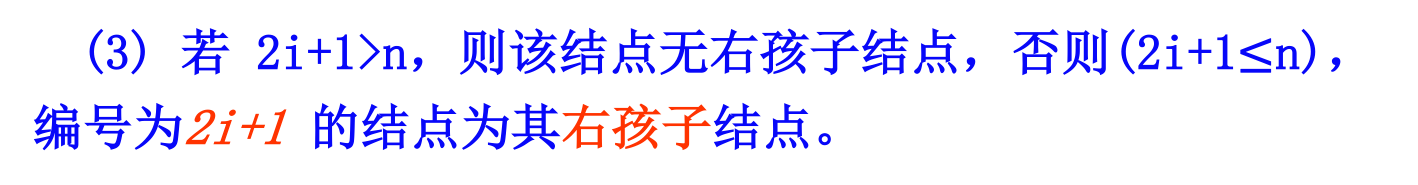 (3) 若 2i+1>n，则该结点无右孩子结点，否则(2i+1≤n)，
编号为2i+1 的结点为其右孩子结点。